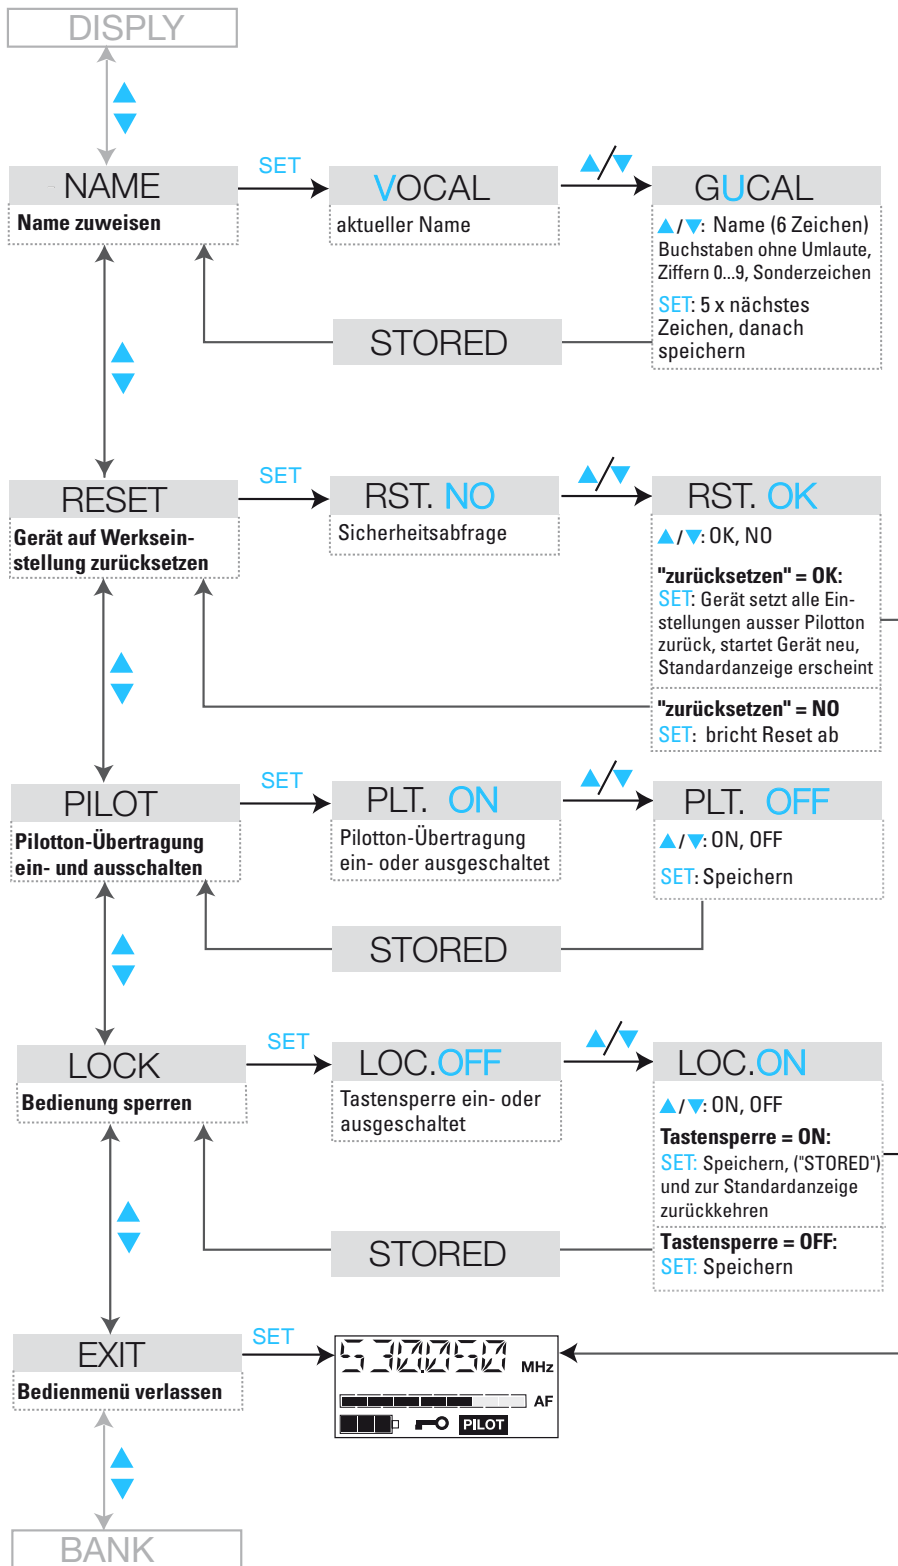 DISPLY
NAME
Name zuweisen
SET
VOCAL
aktueller Name
▲/▼
GUCAL
▲/▼: Name (6 Zeichen)
Buchstaben ohne Umlaute,
Ziffern 0...9, Sonderzeichen
SET: 5 x nächstes
Zeichen, danach
speichern
STORED
RESET
Gerät auf Werksein-
stellung zurücksetzen
SET
RST. NO
Sicherheitsabfrage
▲/▼
RST. OK
▲/▼: OK, NO
"zurücksetzen" = OK:
SET: Gerät setzt alle Ein-
stellungen ausser Pilotton
zurück, startet Gerät neu,
Standardanzeige erscheint
"zurücksetzen" = NO
SET: bricht Reset ab
PILOT
Pilotton-Übertragung
ein- und ausschalten
SET
PLT. ON
Pilotton-Übertragung
ein- oder ausgeschaltet
▲/▼
PLT. OFF
▲/▼: ON, OFF
SET: Speichern
STORED
LOCK
Bedienung sperren
SET
LOC.OFF
Tastensperre ein- oder
ausgeschaltet
▲/▼
LOC.ON
▲/▼: ON, OFF
Tastensperre = ON:
SET: Speichern, ("STORED")
und zur Standardanzeige
zurückkehren
Tastensperre = OFF:
SET: Speichern
STORED
EXIT
Bedienmenü verlassen
SET
530.050 MHz
AF
PILOT
BANK